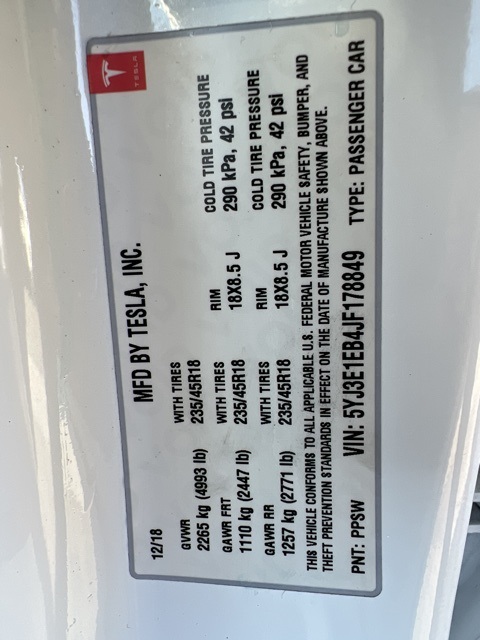 TESLA
MFD BY TESLA, INC.
12/18
GVWR WITH TIRES RIM COLD TIRE PRESSURE
2265 kg (4993 lb) 235/45R18 18X8.5 J 290 kPa, 42 psi
GAWR FRT WITH TIRES RIM COLD TIRE PRESSURE
1110 kg (2447 lb) 235/45R18 18X8.5 J 290 kPa, 42 psi
GAWR RR WITH TIRES
1257 kg (2771 lb) 235/45R18
THIS VEHICLE CONFORMS TO ALL APPLICABLE U.S. FEDERAL MOTOR VEHICLE SAFETY, BUMPER, AND
THEFT PREVENTION STANDARDS IN EFFECT ON THE DATE OF MANUFACTURE SHOWN ABOVE.
PNT: PPSW VIN: 5YJ3E1EB4JF178849 TYPE: PASSENGER CAR